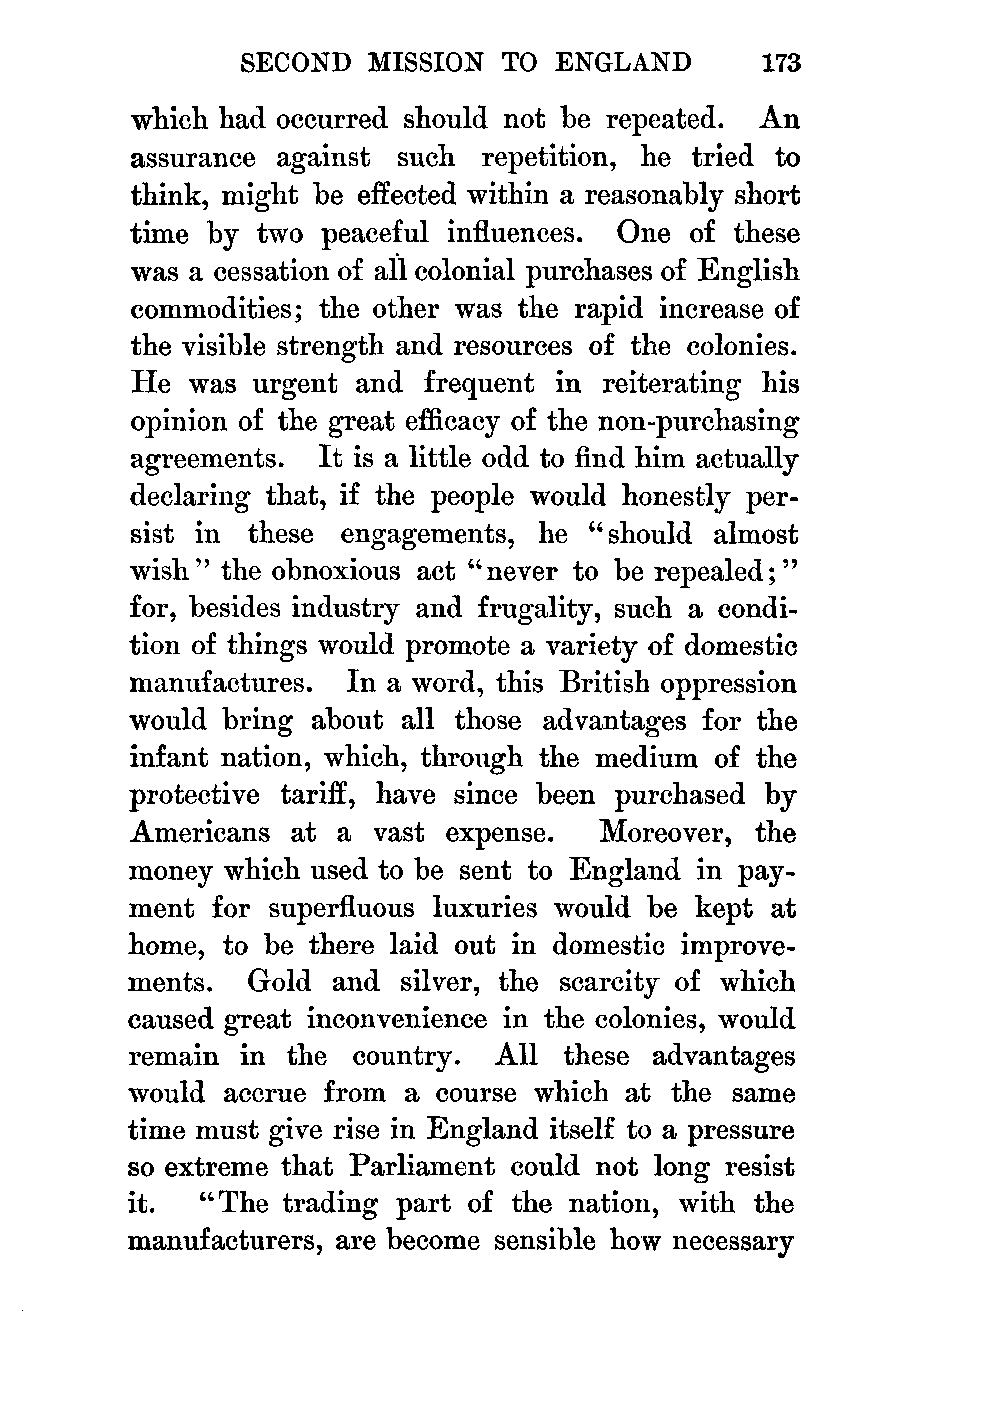 SECOND MISSION TO ENGLAND 173
which had occurred should not be repeated. An
assurance against such repetition, he tried to
think, might be effected within a reasonably short
time by two peaceful influences. One of these
was a cessation of all colonial purchases of English
commodities; the other was the rapid increase of
the visible strength and resources of the colonies.
He was urgent and frequent in reiterating his
opinion of the great efficacy of the non-purchasing
agreements. It is a little odd to find him actually
declaring that, if the people would honestly per-
sist in these engagements, he "should almost
wish" the obnoxious act "never to be repealed;"
for, besides industry and frugality, such a condi-
tion of things would promote a variety of domestic
manufactures. In a word, this British oppression
would bring about all those advantages for the
infant nation, which, through the medium of the
protective tariff, have since been purchased by
Americans at a vast expense. Moreover, the
money which used to be sent to England in pay-
ment for superfluous luxuries would be kept at
home, to be there laid out in domestic improve-
ments. Gold and silver, the scarcity of which
caused great inconvenience in the colonies, would
remain in the country. All these advantages
would accrue from a course which at the same
time must give rise in England itself to a pressure
so extreme that Parliament could not long resist
it. "The trading part of the nation, with the
manufacturers, are become sensible how necessary